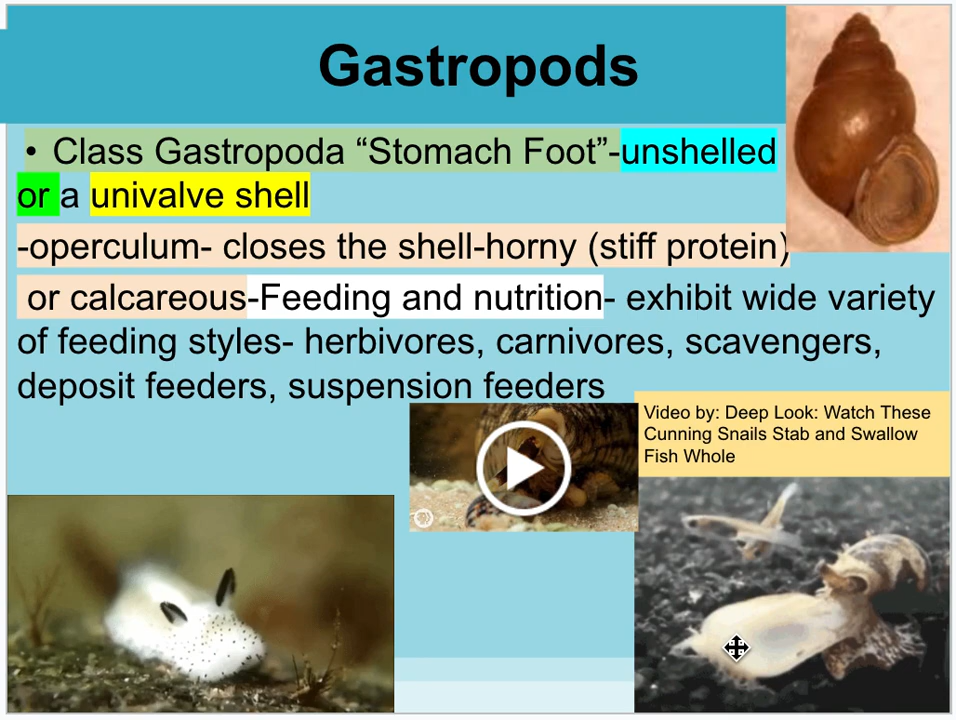 Gastropods
• Class Gastropoda “Stomach Foot”-unshelled
or a univalve shell
-operculum- closes the shell-horny (stiff protein)
or calcareous-Feeding and nutrition- exhibit wide variety
of feeding styles- herbivores, carnivores, scavengers,
deposit feeders, suspension feeders
Video by: Deep Look: Watch These
Cunning Snails Stab and Swallow
Fish Whole